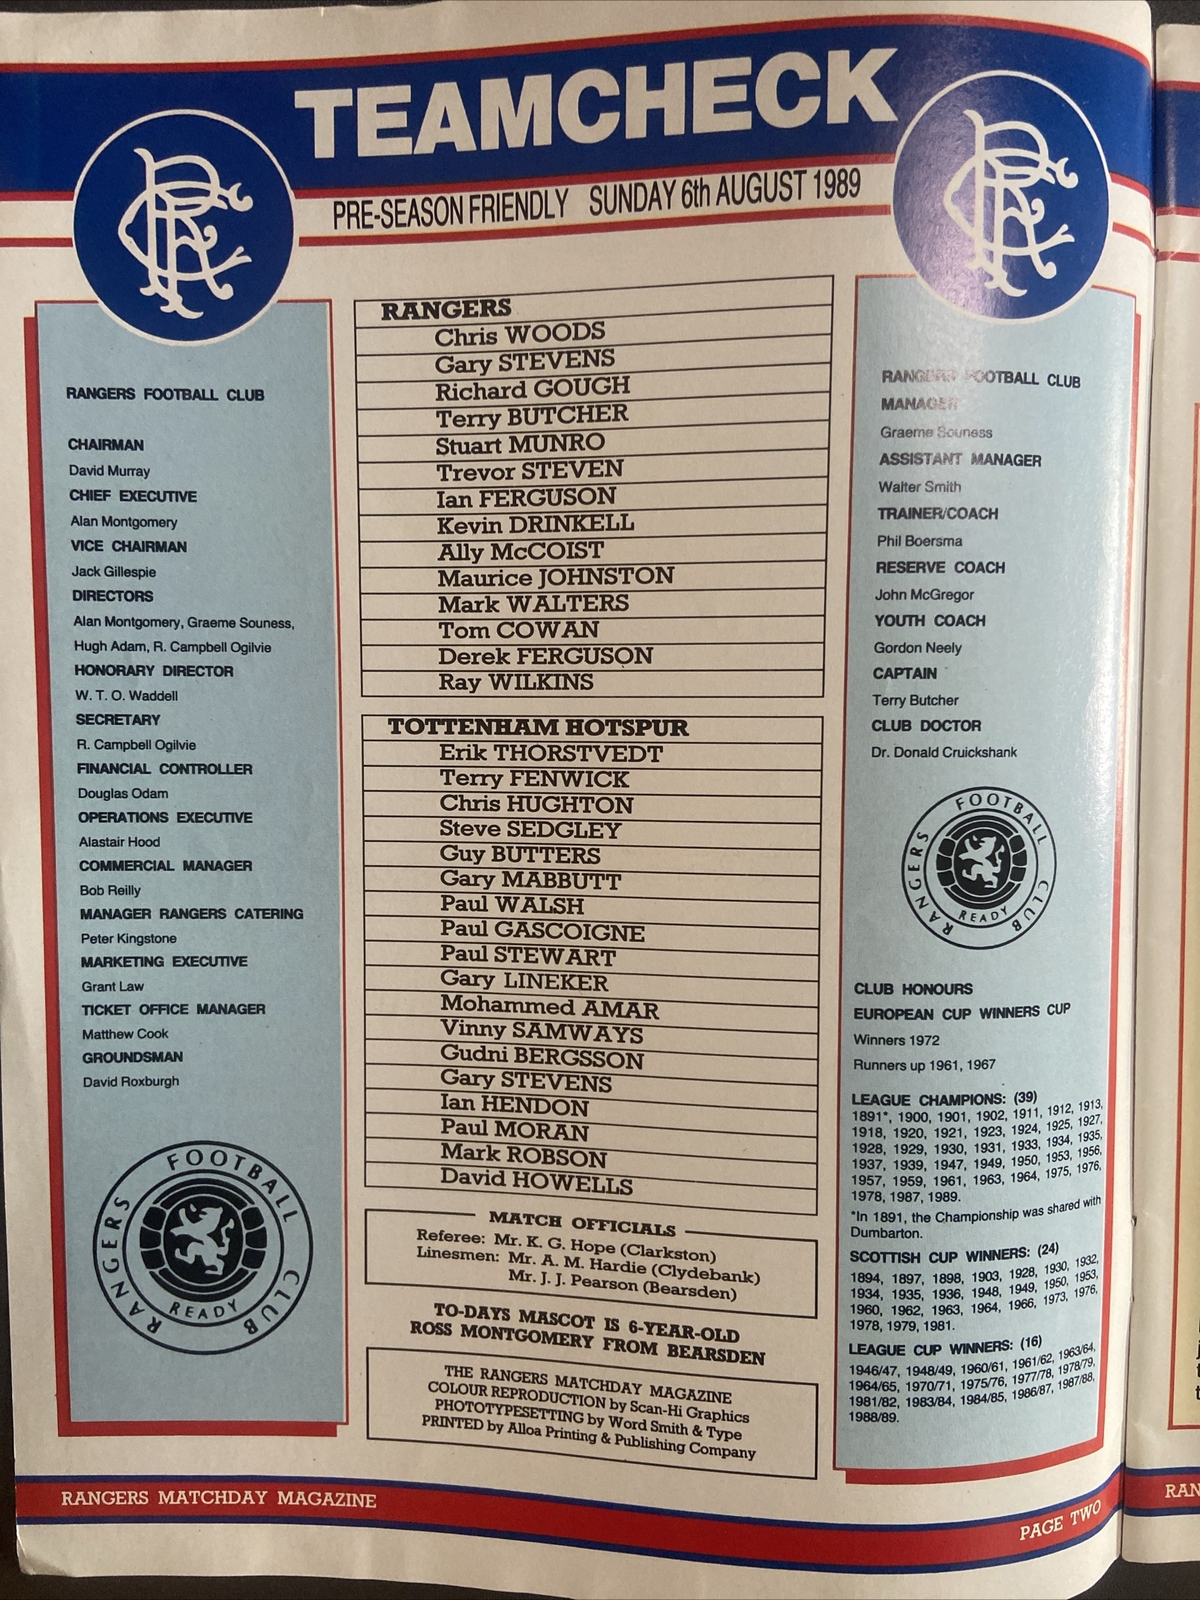 TEAMCHECK
PRE-SEASON FRIENDLY SUNDAY 6th AUGUST 1989
RANGERS FOOTBALL CLUB
CHAIRMAN
David Murray
CHIEF EXECUTIVE
Alan Montgomery
VICE CHAIRMAN
Jack Gillespie
DIRECTORS
Alan Montgomery, Graeme Souness,
Hugh Adam, R. Campbell Ogilvie
HONORARY DIRECTOR
W. T. O. Waddell
SECRETARY
R. Campbell Ogilvie
FINANCIAL CONTROLLER
Douglas Odam
OPERATIONS EXECUTIVE
Alastair Hood
COMMERCIAL MANAGER
Bob Reilly
MANAGER RANGERS CATERING
Peter Kingstone
MARKETING EXECUTIVE
Grant Law
TICKET OFFICE MANAGER
Matthew Cook
GROUNDSMAN
David Roxburgh
RANGERS FOOTBALL CLUB
READY
RANGERS
Chris WOODS
Gary STEVENS
Richard GOUGH
Terry BUTCHER
Stuart MUNRO
Trevor STEVEN
Ian FERGUSON
Kevin DRINKELL
Ally McCOIST
Maurice JOHNSTON
Mark WALTERS
Tom COWAN
Derek FERGUSON
Ray WILKINS
TOTTENHAM HOTSPUR
Erik THORSTVEDT
Terry FENWICK
Chris HUGHTON
Steve SEDGLEY
Guy BUTTERS
Gary MABBUTT
Paul WALSH
Paul GASCOIGNE
Paul STEWART
Gary LINEKER
Mohammed AMAR
Vinny SAMWAYS
Gudni BERGSSON
Gary STEVENS
Ian HENDON
Paul MORAN
Mark ROBSON
David HOWELLS
MATCH OFFICIALS
Referee: Mr. K. G. Hope (Clarkston)
Linesmen: Mr. A. M. Hardie (Clydebank)
Mr. J. J. Pearson (Bearsden)
TO-DAYS MASCOT IS 6-YEAR-OLD
ROSS MONTGOMERY FROM BEARSDEN
THE RANGERS MATCHDAY MAGAZINE
COLOUR REPRODUCTION by Scan-Hi Graphics
PHOTOTYPESETTING by Word Smith & Type
PRINTED by Alloa Printing & Publishing Company
RANGERS FOOTBALL CLUB
MANAGER
Graeme Souness
ASSISTANT MANAGER
Walter Smith
TRAINER/COACH
Phil Boersma
RESERVE COACH
John McGregor
YOUTH COACH
Gordon Neely
CAPTAIN
Terry Butcher
CLUB DOCTOR
Dr. Donald Cruickshank
RANGERS FOOTBALL CLUB
READY
CLUB HONOURS
EUROPEAN CUP WINNERS CUP
Winners 1972
Runners up 1961, 1967
LEAGUE CHAMPIONS: (39)
1891*, 1900, 1901, 1902, 1911, 1912, 1913,
1918, 1920, 1921, 1923, 1924, 1925, 1927,
1928, 1929, 1930, 1931, 1933, 1934, 1935,
1937, 1939, 1947, 1949, 1950, 1953, 1956,
1957, 1959, 1961, 1963, 1964, 1975, 1976,
1978, 1987, 1989.
*In 1891, the Championship was shared with
Dumbarton.
SCOTTISH CUP WINNERS: (24)
1894, 1897, 1898, 1903, 1928, 1930, 1932,
1934, 1935, 1936, 1948, 1949, 1950, 1953,
1960, 1962, 1963, 1964, 1966, 1973, 1976,
1978, 1979, 1981.
LEAGUE CUP WINNERS: (16)
1946/47, 1948/49, 1960/61, 1961/62, 1963/64,
1964/65, 1970/71, 1975/76, 1977/78, 1978/79,
1981/82, 1983/84, 1984/85, 1986/87, 1987/88,
1988/89.
RANGERS MATCHDAY MAGAZINE
PAGE TWO
RAN